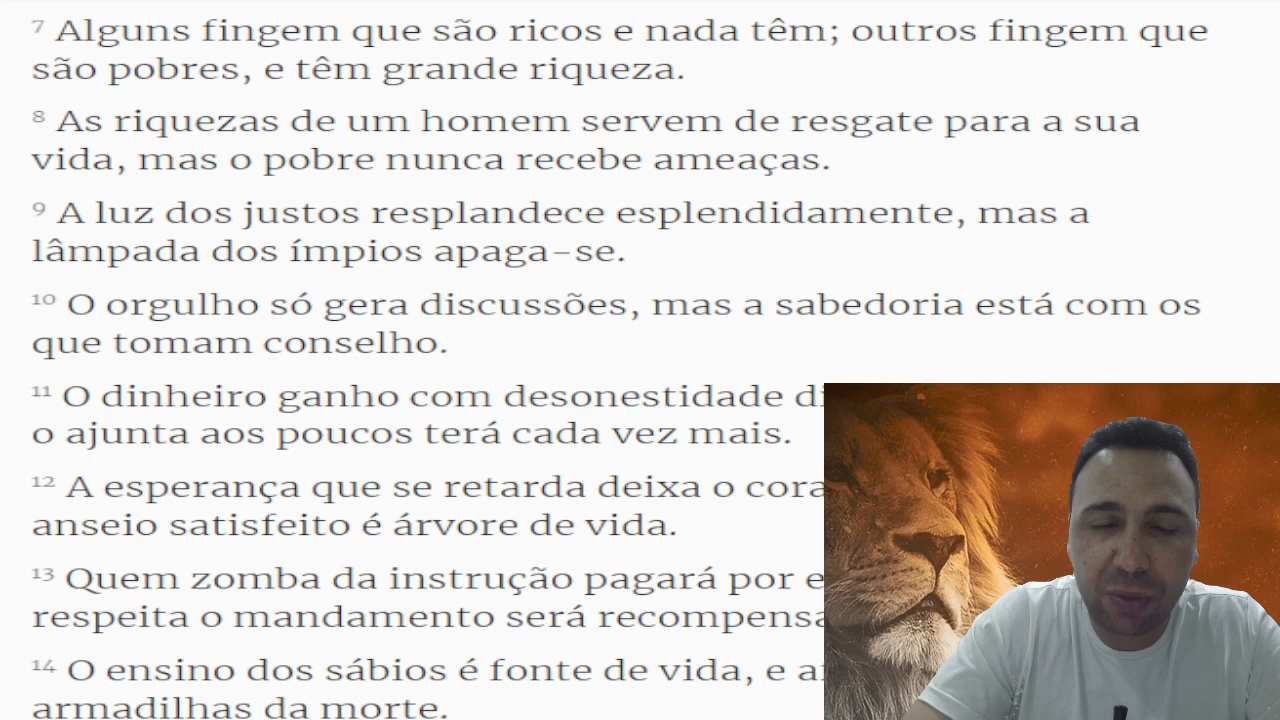 7 Alguns fingem que são ricos e nada têm; outros fingem que
são pobres, e têm grande riqueza.
8 As riquezas de um homem servem de resgate para a sua
vida, mas o pobre nunca recebe ameaças.
9 A luz dos justos resplandece esplendidamente, mas a
lâmpada dos ímpios apaga-se.
10 O orgulho só gera discussões, mas a sabedoria está com os
que tomam conselho.
11 O dinheiro ganho com desonestidade
o ajunta aos poucos terá cada vez mais.
12 A esperança que se retarda deixa o
anseio satisfeito é árvore de vida.
13 Quem zomba da instrução pagará por
respeita o mandamento será
14 O ensino dos sábios é fonte de vida, e
armadilhas da morte.